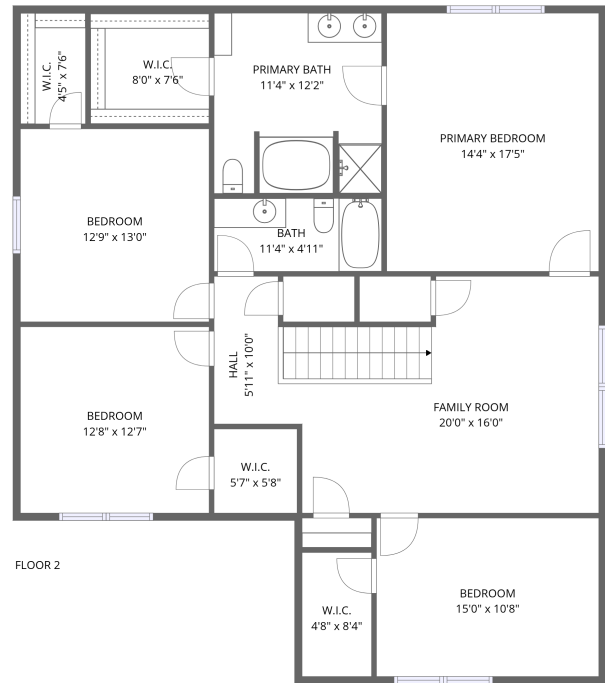 W.I.C.
4'5" x 7'6"
W.I.C.
8'0" x 7'6"
PRIMARY BATH
11'4" x 12'2"
PRIMARY BEDROOM
14'4" x 17'5"
BEDROOM
12'9" x 13'0"
BATH
11'4" x 4'11"
HALL
5'11" x 10'0"
BEDROOM
12'8" x 12'7"
FAMILY ROOM
20'0" x 16'0"
W.I.C.
5'7" x 5'8"
FLOOR 2
W.I.C.
4'8" x 8'4"
BEDROOM
15'0" x 10'8"